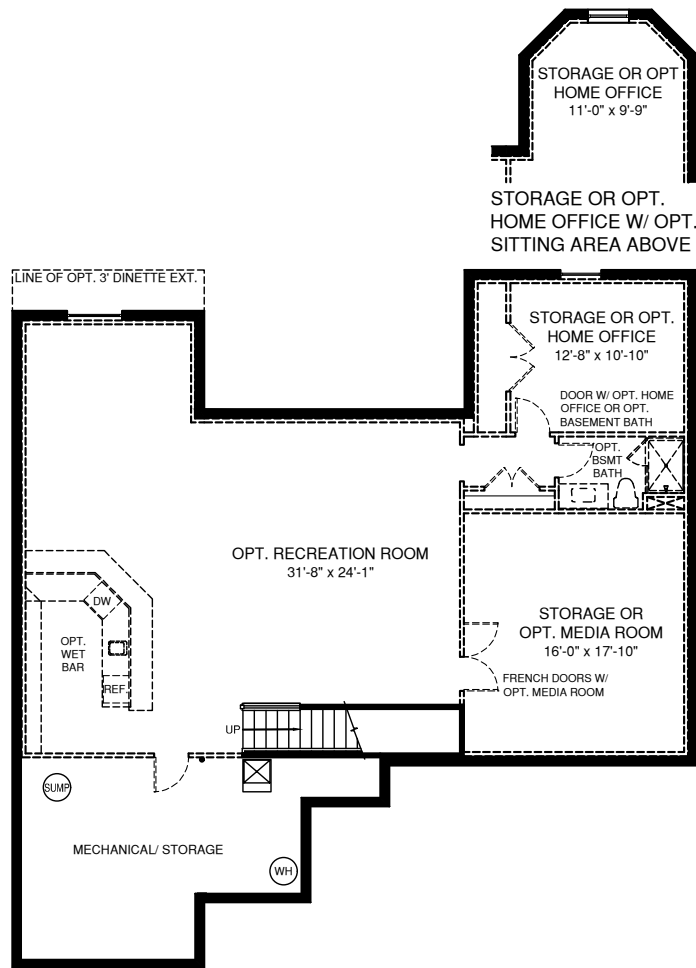 STORAGE OR OPT
HOME OFFICE
11'-0" x 9'-9"
STORAGE OR OPT.
HOME OFFICE W/ OPT.
SITTING AREA ABOVE
LINE OF OPT. 3' DINETTE EXT.
STORAGE OR OPT.
HOME OFFICE
12'-8" x 10'-10"
DOOR W/ OPT. HOME
OFFICE OR OPT.
BASEMENT BATH
OPT.
BSMT
BATH
OPT. RECREATION ROOM
31'-8" x 24'-1"
DW
OPT.
WET
BAR
REF.
STORAGE OR
OPT. MEDIA ROOM
16'-0" x 17'-10"
FRENCH DOORS W/
OPT. MEDIA ROOM
UP
SUMP
MECHANICAL/ STORAGE
WH